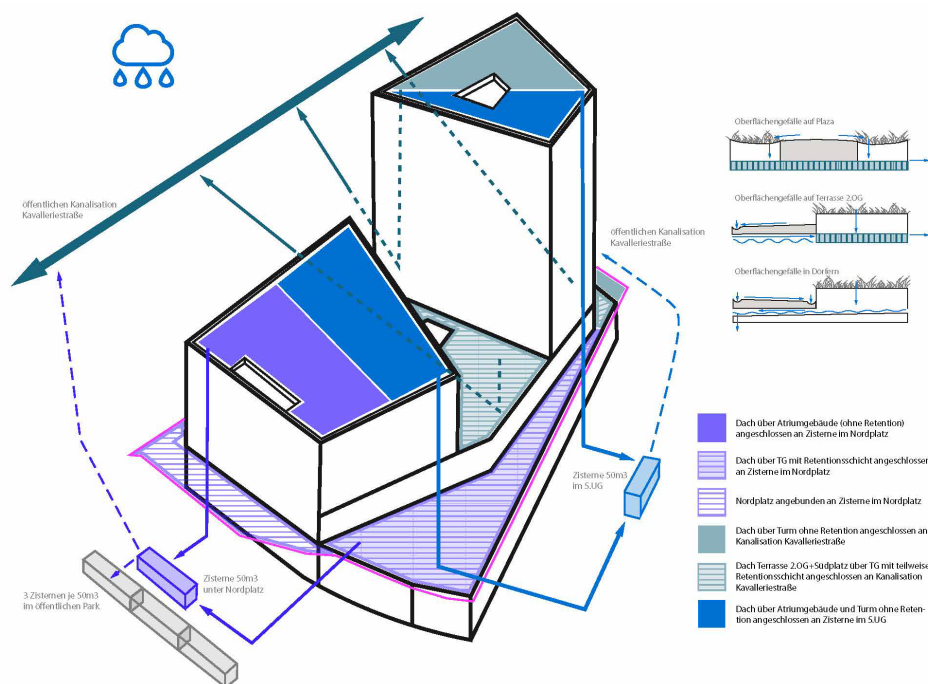 öffentlichen Kanalisation
Kavalleriestraße
öffentlichen Kanalisation
Kavalleriestraße
Zisterne 50m3
im 5.UG
Zisterne 50m3
unter Nordplatz
3 Zisternen je 50m3
im öffentlichen Park
Oberflächengefälle auf Plaza
Oberflächengefälle auf Terrasse 2.OG
Oberflächengefälle in Dörfern
Dach über Atriumgebäude (ohne Retention)
angeschlossen an Zisterne im Nordplatz
Dach über TG mit Retentionsschicht angeschlossen
an Zisterne im Nordplatz
Nordplatz angebunden an Zisterne im Nordplatz
Dach über Turm ohne Retention angeschlossen an
Kanalisation Kavalleriestraße
Dach Terrasse 2.OG+Südplatz über TG mit teilweise
Retentionsschicht angeschlossen an Kanalisation
Kavalleriestraße
Dach über Atriumgebäude und Turm ohne Reten-
tion angeschlossen an Zisterne im 5.UG